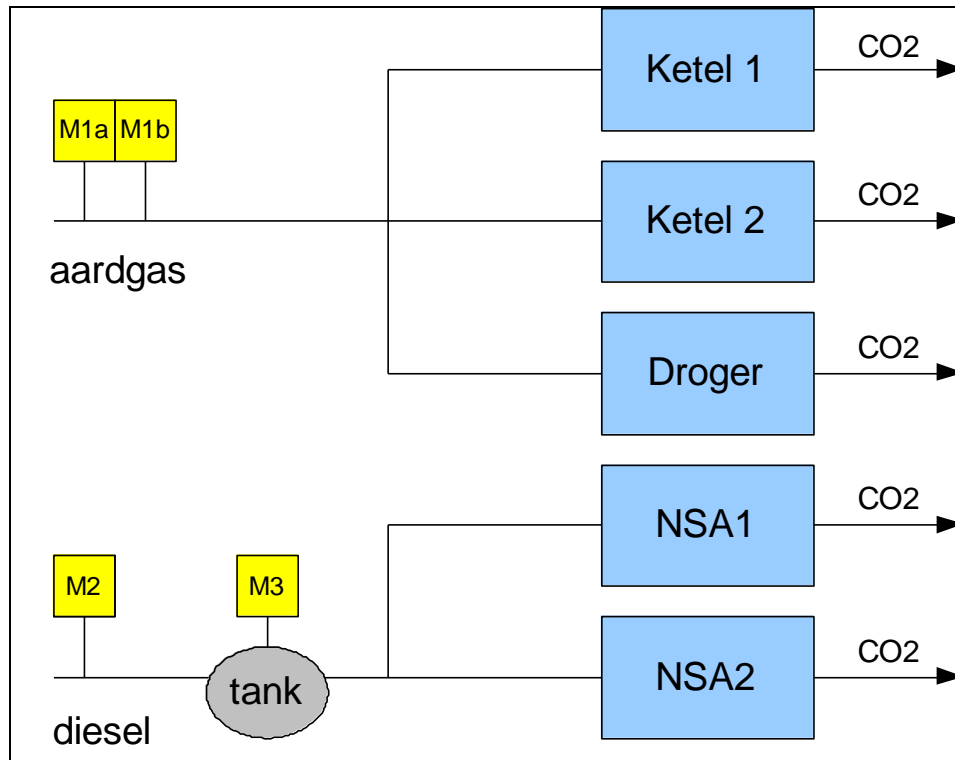 Ketel 1
CO2
M1a M1b
Ketel 2
CO2
aardgas
Droger
CO2
NSA1
CO2
M2
M3
NSA2
CO2
tank
diesel